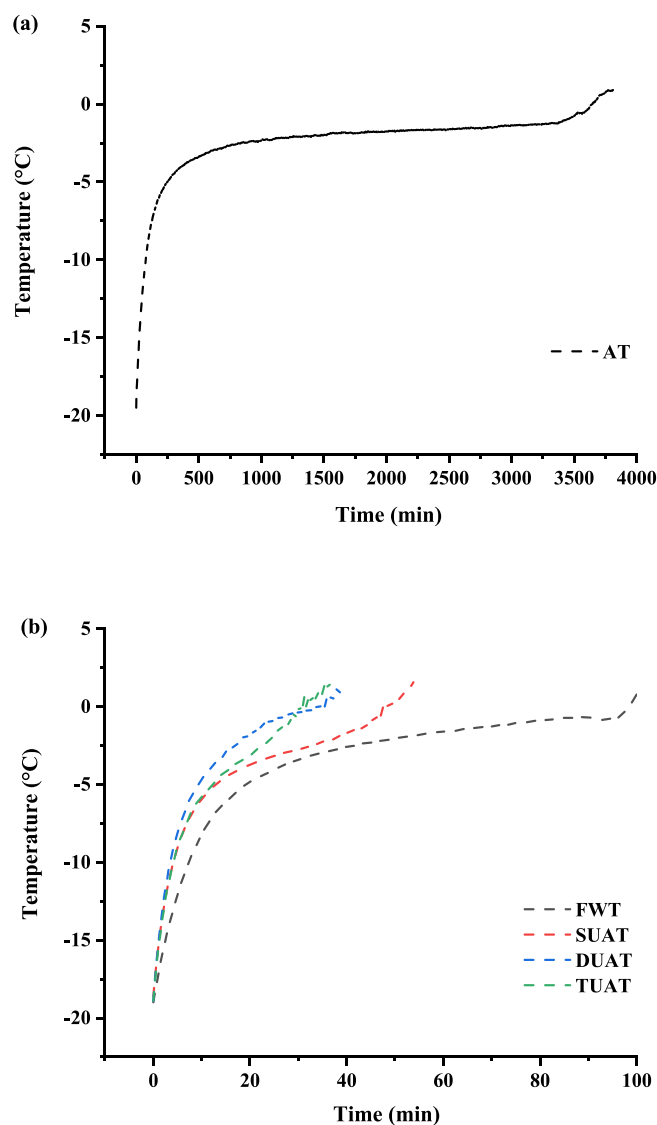 (a)
5
0
-5
-10
-15
-20
Temperature (°C)
AT
0 500 1000 1500 2000 2500 3000 3500 4000
Time (min)
(b)
5
0
-5
-10
-15
-20
Temperature (°C)
FWT
SUAT
DUAT
TUAT
0 20 40 60 80 100
Time (min)